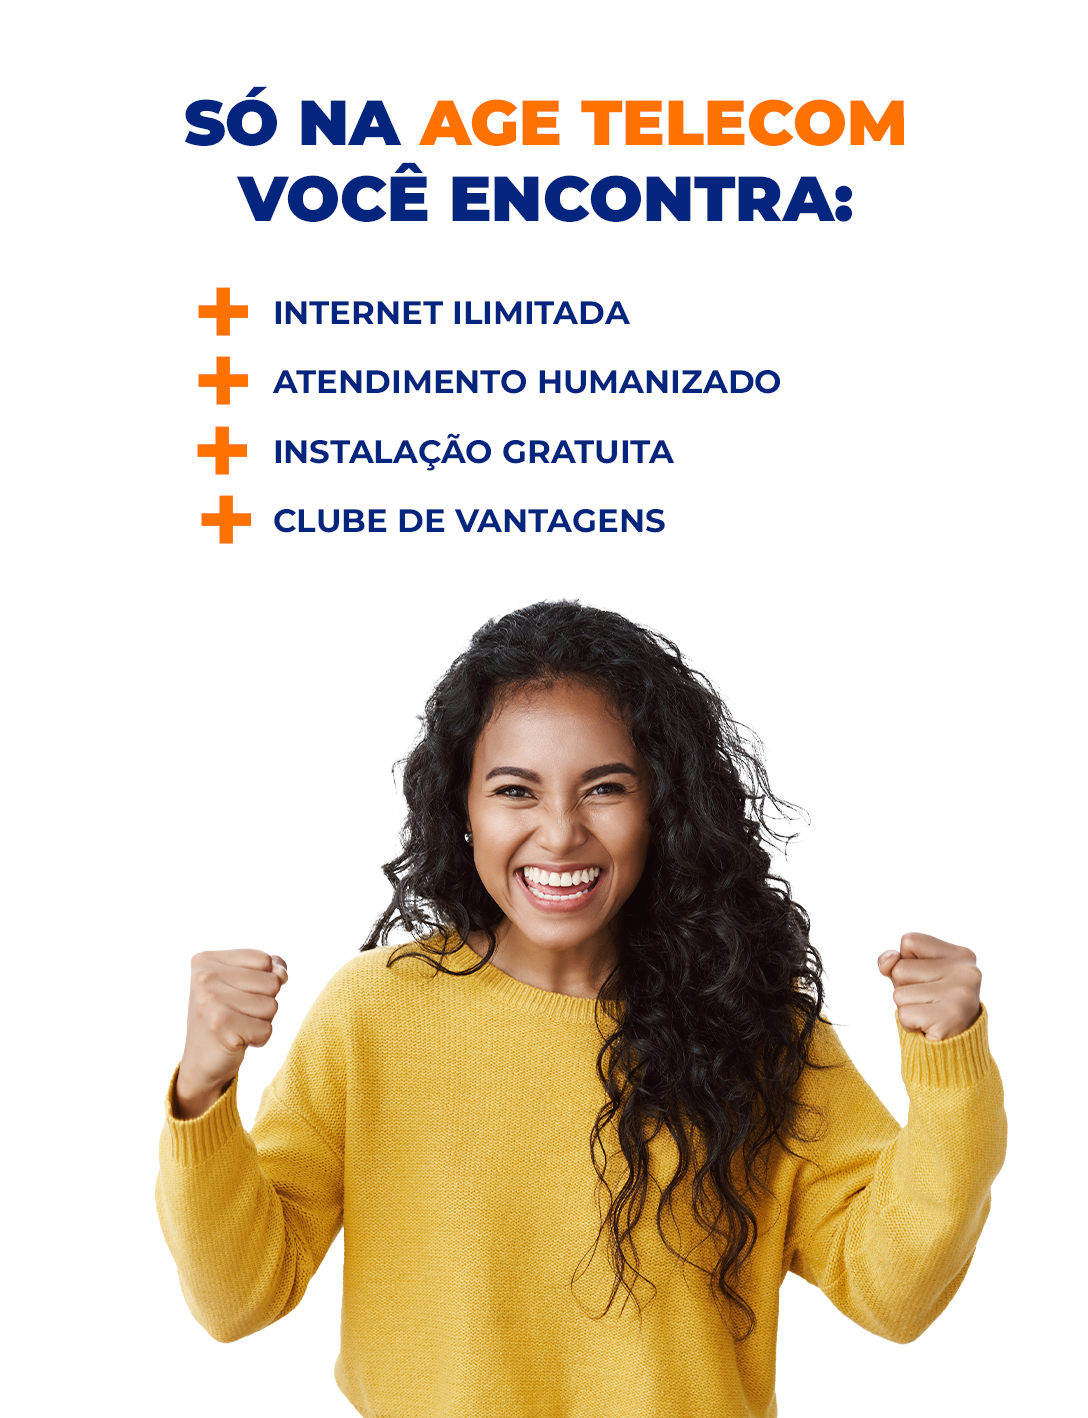 SÓ NA AGE TELECOM
VOCÊ ENCONTRA:
INTERNET ILIMITADA
ATENDIMENTO HUMANIZADO
INSTALAÇÃO GRATUITA
CLUBE DE VANTAGENS